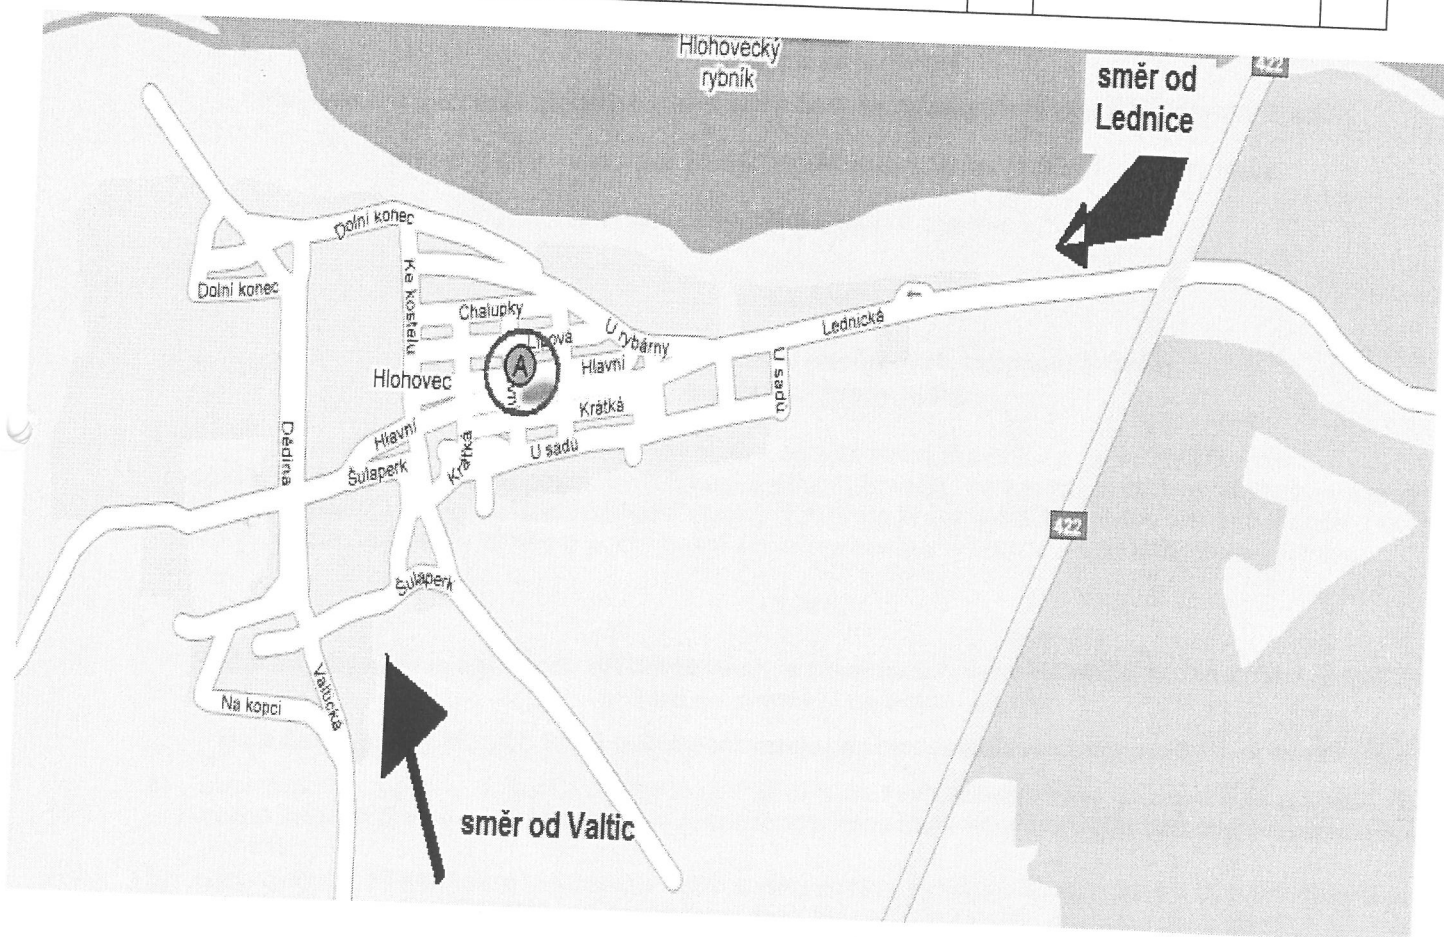 Hlohovecký
rybník
422
směr od
Lednice
Dolní konec
Dolní konec
Ke kostelu
Chalupky
U rybárny
Lednická
Lipová
A
Hlavní
Hlohovec
U sadu
Krátká
Hlavní
Dědina
Krátká
U sadu
Šulaperk
422
Šulaperk
Valtická
Na kopci
směr od Valtic